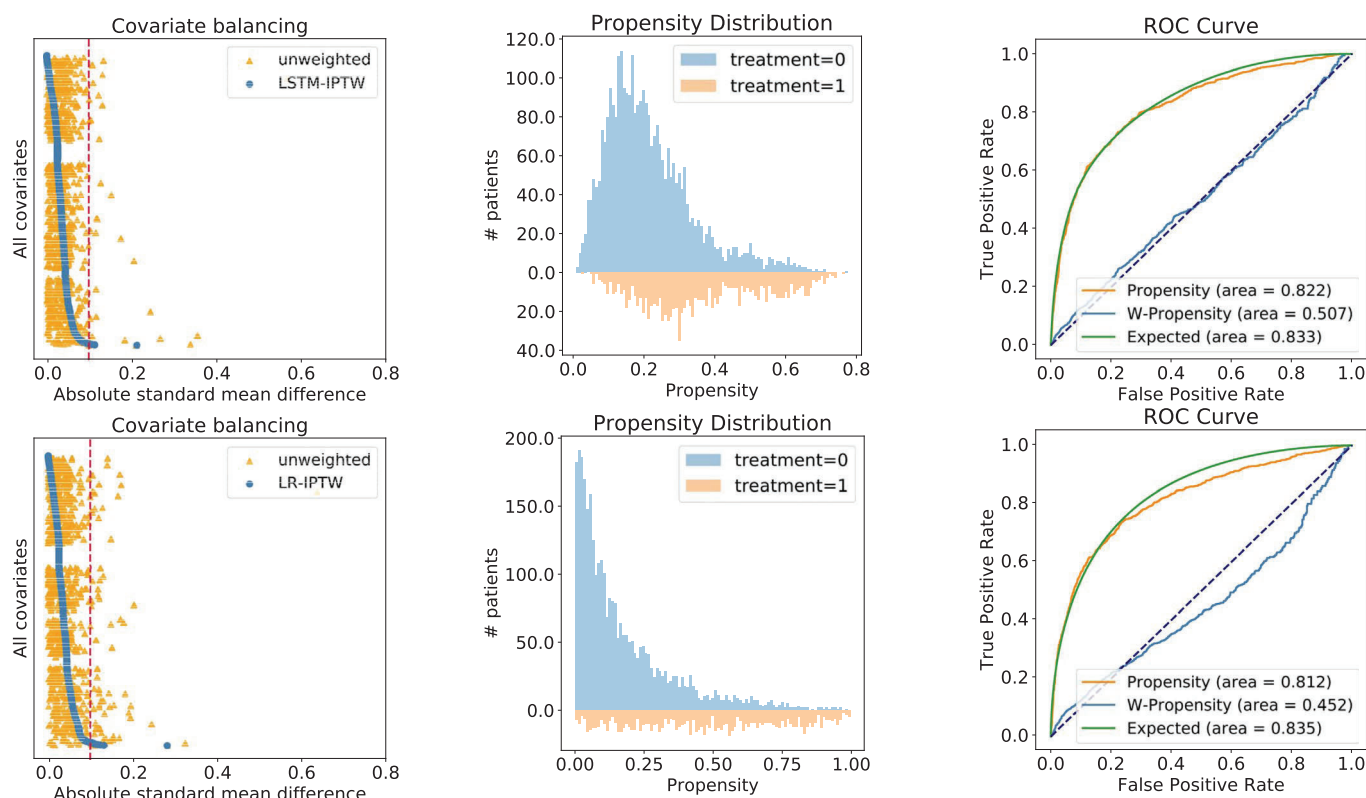 Covariate balancing
unweighted
LSTM-IPTW
All covariates
0.0 0.2 0.4 0.6 0.8
Absolute standard mean difference
Propensity Distribution
120.0
100.0
80.0
60.0
40.0
20.0
0.0
20.0
40.0
# patients
treatment=0
treatment=1
0.0 0.2 0.4 0.6 0.8
Propensity
ROC Curve
1.0
0.8
0.6
0.4
0.2
0.0
True Positive Rate
Propensity (area = 0.822)
W-Propensity (area = 0.507)
Expected (area = 0.833)
0.0 0.2 0.4 0.6 0.8 1.0
False Positive Rate
Covariate balancing
unweighted
LR-IPTW
All covariates
0.0 0.2 0.4 0.6 0.8
Absolute standard mean difference
Propensity Distribution
200.0
150.0
100.0
50.0
0.0
# patients
treatment=0
treatment=1
0.00 0.25 0.50 0.75 1.00
Propensity
ROC Curve
1.0
0.8
0.6
0.4
0.2
0.0
True Positive Rate
Propensity (area = 0.812)
W-Propensity (area = 0.452)
Expected (area = 0.835)
0.0 0.2 0.4 0.6 0.8 1.0
False Positive Rate